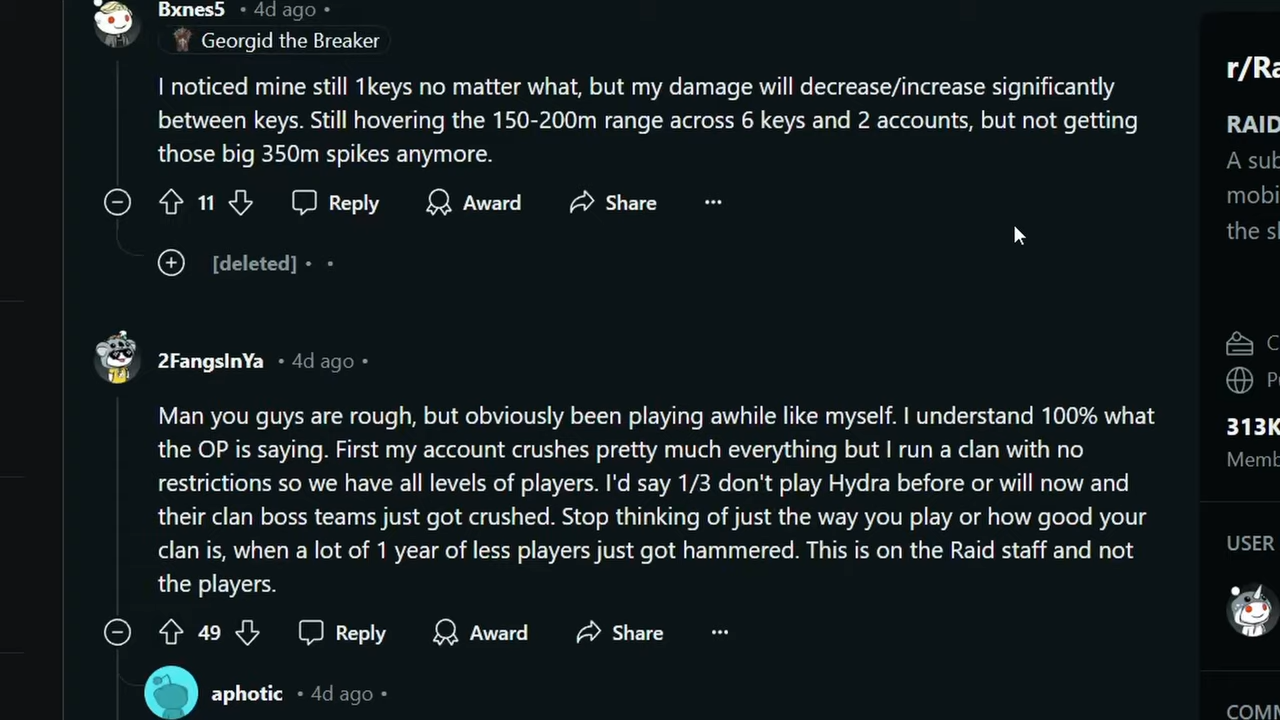 Bxnes5 • 4d ago •
Georgid the Breaker
I noticed mine still 1keys no matter what, but my damage will decrease/increase significantly
between keys. Still hovering the 150-200m range across 6 keys and 2 accounts, but not getting
those big 350m spikes anymore.
11 Reply Award Share ...
[deleted] • •
2FangsInYa • 4d ago •
Man you guys are rough, but obviously been playing awhile like myself. I understand 100% what
the OP is saying. First my account crushes pretty much everything but I run a clan with no
restrictions so we have all levels of players. I'd say 1/3 don't play Hydra before or will now and
their clan boss teams just got crushed. Stop thinking of just the way you play or how good your
clan is, when a lot of 1 year of less players just got hammered. This is on the Raid staff and not
the players.
49 Reply Award Share ...
aphotic • 4d ago •
r/Ra
RAID
A sub
mobi
the sl
C
P
313K
Memb
USER
COMM